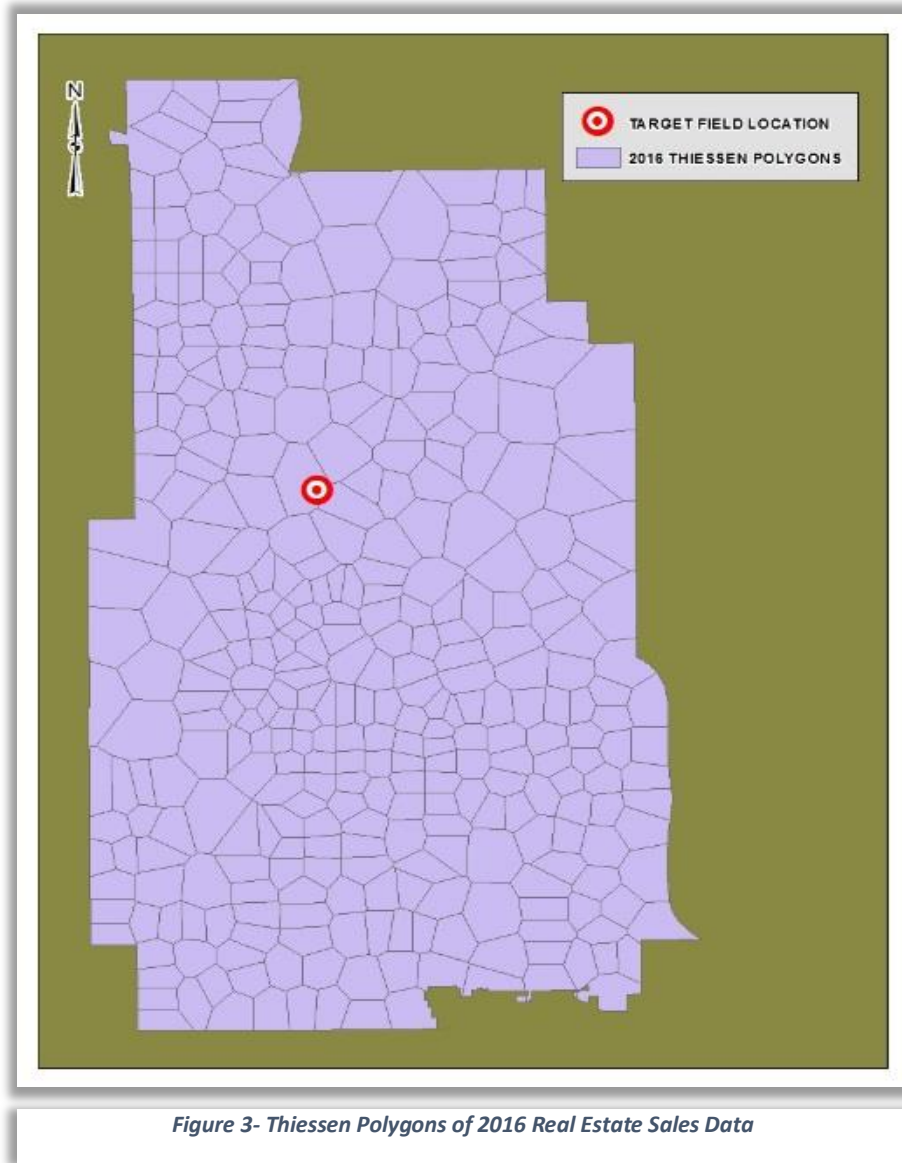 N
TARGET FIELD LOCATION
2016 THIESSEN POLYGONS
Figure 3- Thiessen Polygons of 2016 Real Estate Sales Data